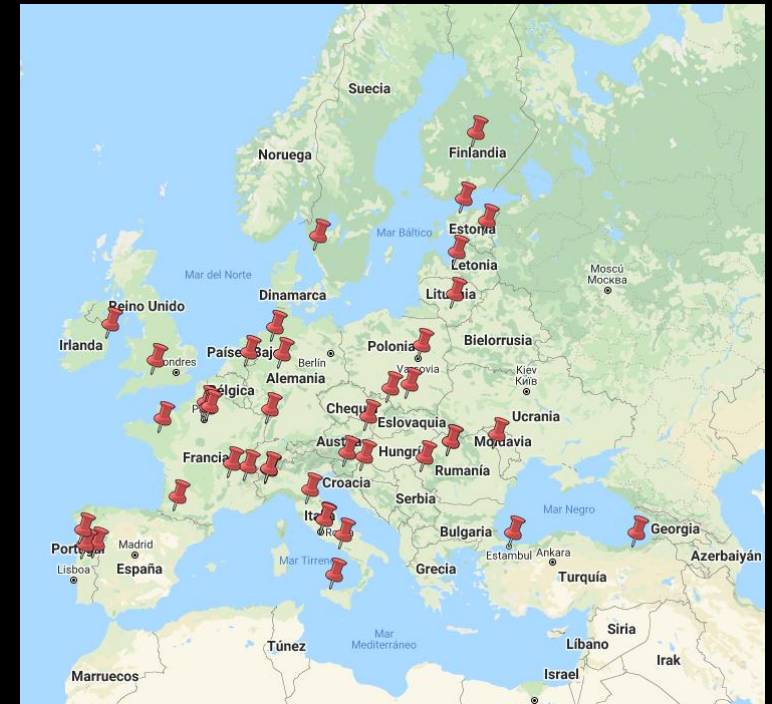 Suecia
Finlandia
Noruega
Mar Báltico
Estonia
Letonia
Moscú
Москва
Mar del Norte
Dinamarca
Lituania
Reino Unido
Irlanda
Polonia
Bielorrusia
Berlín
Varsovia
Alemania
Kiev
Київ
Bélgica
Chequ
Eslovaquia
Ucrania
Austria
Hungría
Moldavia
Francia
Rumanía
Croacia
Serbia
Italia
Mar Negro
Georgia
Bulgaria
Portugal
Madrid
Estambul
Ankara
Azerbaiyán
Lisboa
España
Mar Tirreno
Grecia
Turquía
Siria
Mar
Mediterráneo
Líbano
Túnez
Irak
Marruecos
Israel